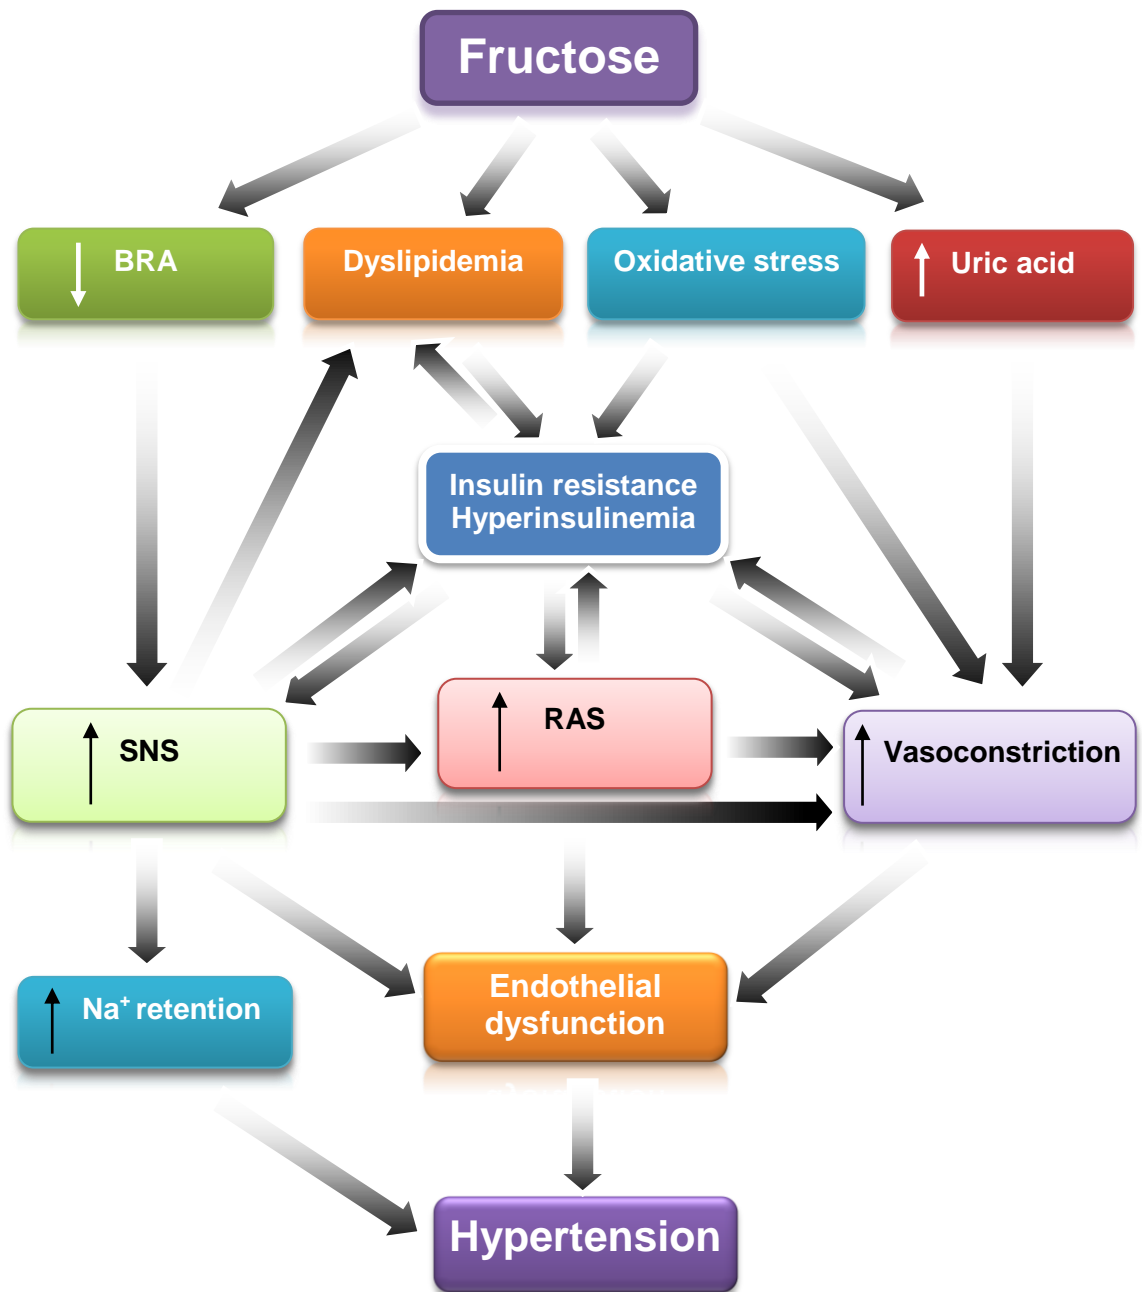 Fructose
BRA
Dyslipidemia
Oxidative stress
Uric acid
Insulin resistance
Hyperinsulinemia
SNS
RAS
Vasoconstriction
Na⁺ retention
Endothelial
dysfunction
Hypertension